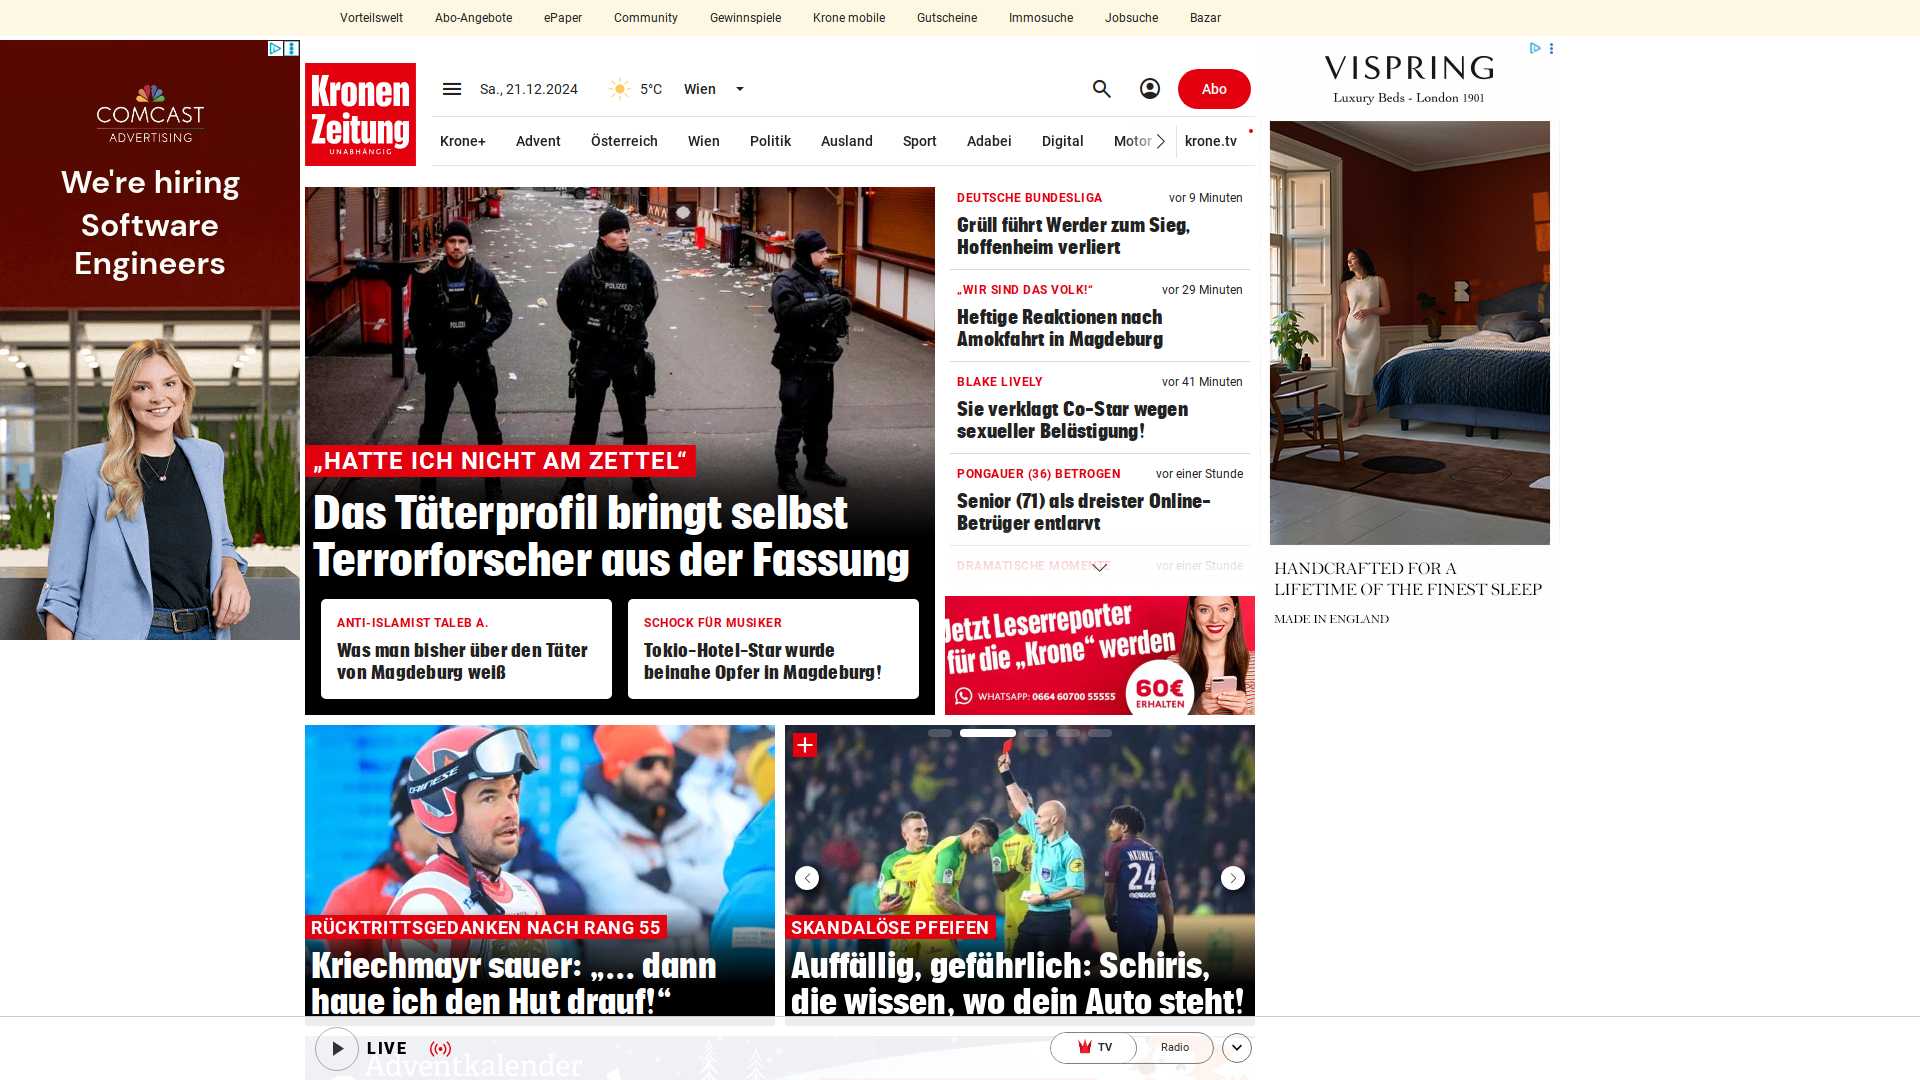 Vorteilswelt Abo-Angebote ePaper Community Gewinnspiele Krone mobile Gutscheine Immosuche Jobsuche Bazar
COMCAST
ADVERTISING
We're hiring
Software
Engineers
Kronen
Zeitung
UNABHÄNGIG
Sa., 21.12.2024 5°C Wien Abo
Krone+ Advent Österreich Wien Politik Ausland Sport Adabei Digital Motor krone.tv
POLIZEI
POLIZEI
„HATTE ICH NICHT AM ZETTEL“
Das Täterprofil bringt selbst
Terrorforscher aus der Fassung
ANTI-ISLAMIST TALEB A.
Was man bisher über den Täter
von Magdeburg weiß
SCHOCK FÜR MUSIKER
Tokio-Hotel-Star wurde
beinahe Opfer in Magdeburg!
DEUTSCHE BUNDESLIGA vor 9 Minuten
Grüll führt Werder zum Sieg,
Hoffenheim verliert
„WIR SIND DAS VOLK!“ vor 29 Minuten
Heftige Reaktionen nach
Amokfahrt in Magdeburg
BLAKE LIVELY vor 41 Minuten
Sie verklagt Co-Star wegen
sexueller Belästigung!
PONGAUER (36) BETROGEN vor einer Stunde
Senior (71) als dreister Online-
Betrüger entlarvt
DRAMATISCHE MOMENTE vor einer Stunde
Jetzt Leserreporter
für die „Krone“ werden
WHATSAPP: 0664 60700 55555
60€
ERHALTEN
VISPRING
Luxury Beds - London 1901
HANDCRAFTED FOR A
LIFETIME OF THE FINEST SLEEP
MADE IN ENGLAND
DAINESE
RÜCKTRITTSGEDANKEN NACH RANG 55
Kriechmayr sauer: „... dann
haue ich den Hut drauf!“
NKUNKU
24
SKANDALÖSE PFEIFEN
Auffällig, gefährlich: Schiris,
die wissen, wo dein Auto steht!
Adventkalender
LIVE TV Radio